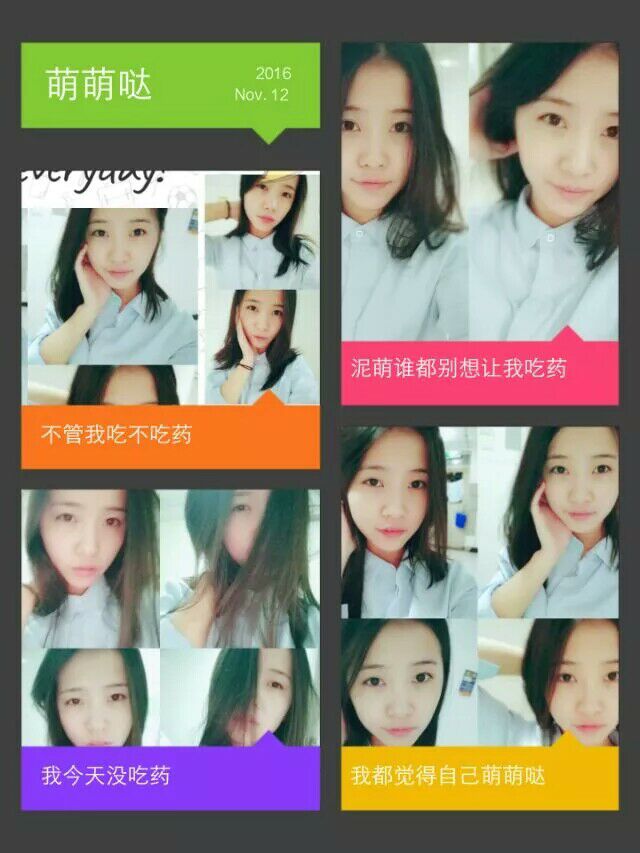 萌萌哒
2016
Nov. 12
everyday!
不管我吃不吃药
我今天没吃药
泥萌谁都别想让我吃药
我都觉得自己萌萌哒